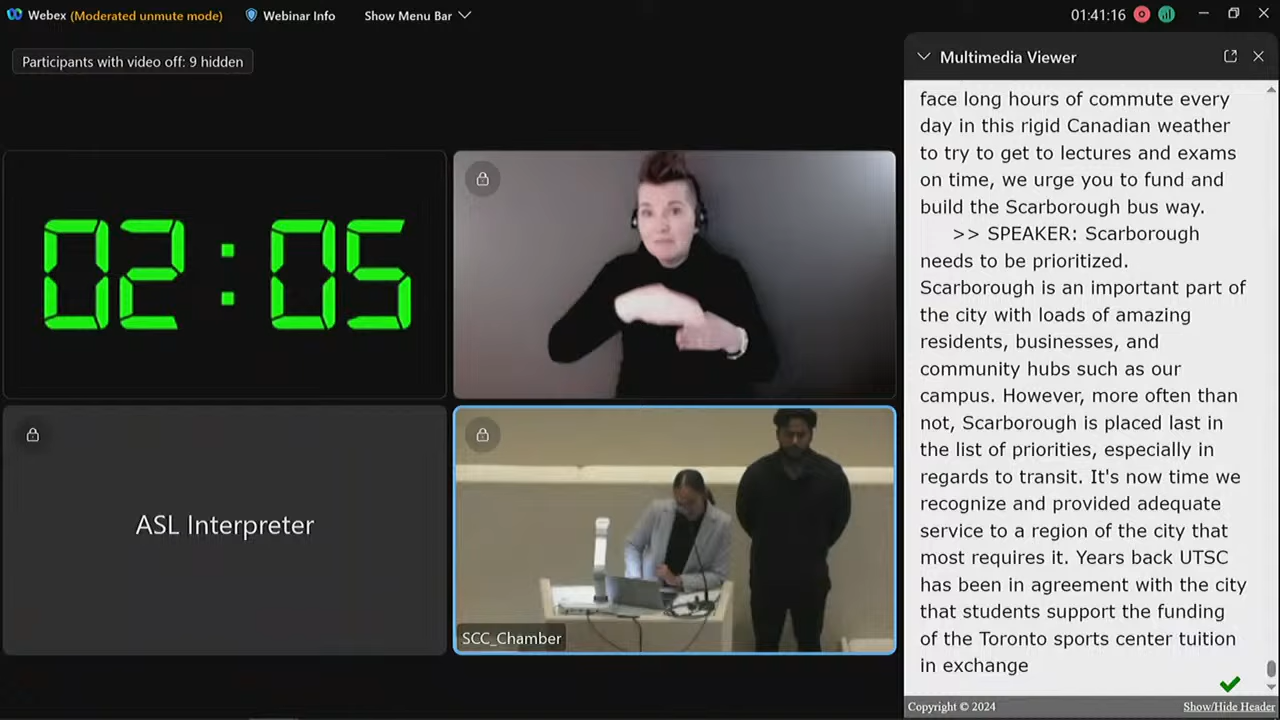 Webex (Moderated unmute mode) Webinar Info Show Menu Bar 01:41:16
Participants with video off: 9 hidden
02:05
ASL Interpreter
SCC_Chamber
Multimedia Viewer
face long hours of commute every
day in this rigid Canadian weather
to try to get to lectures and exams
on time, we urge you to fund and
build the Scarborough bus way.
>> SPEAKER: Scarborough
needs to be prioritized.
Scarborough is an important part of
the city with loads of amazing
residents, businesses, and
community hubs such as our
campus. However, more often than
not, Scarborough is placed last in
the list of priorities, especially in
regards to transit. It's now time we
recognize and provided adequate
service to a region of the city that
most requires it. Years back UTSC
has been in agreement with the city
that students support the funding
of the Toronto sports center tuition
in exchange
Copyright © 2024 Show/Hide Header